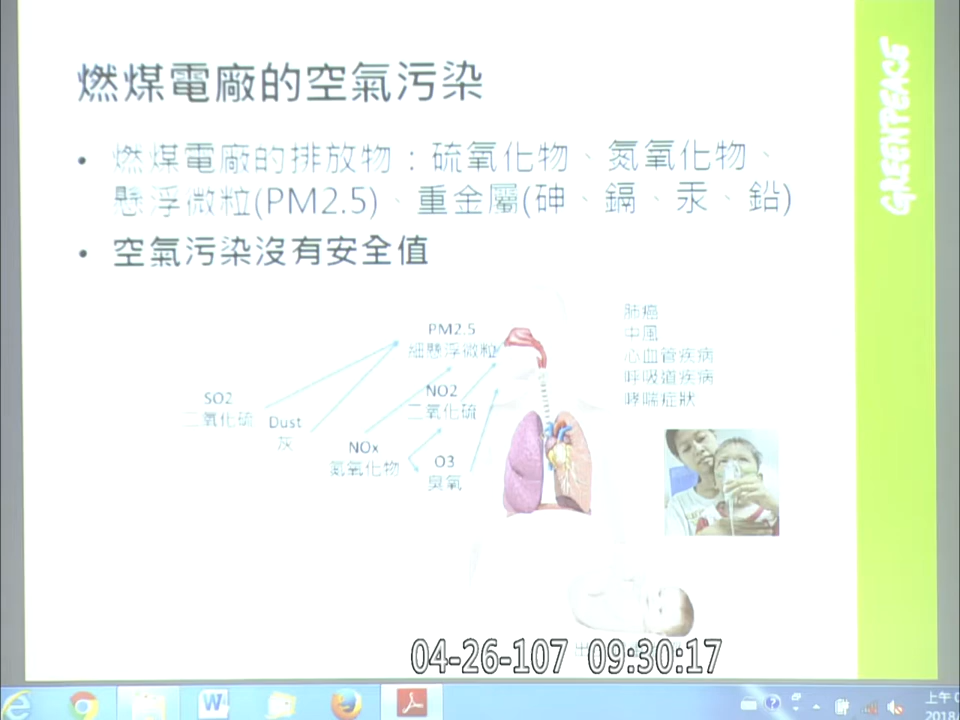 燃煤電廠的空氣污染
GREENPEACE
• 燃煤電廠的排放物：硫氧化物、氮氧化物、
懸浮微粒(PM2.5)、重金屬(砷、鎘、汞、鉛)
• 空氣污染沒有安全值
肺癌
中風
心血管疾病
呼吸道疾病
哮喘症狀
PM2.5
細懸浮微粒
SO2
二氧化硫
Dust
灰
NO2
二氧化硫
NOx
氮氧化物
O3
臭氧
出
04-26-107 09:30:17
上午
2018